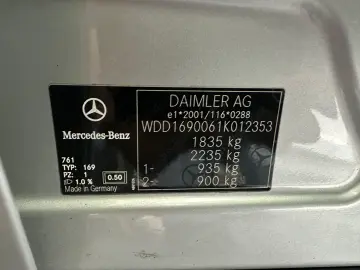 DAIMLER AG
e1*2001/116*0288
WDD1690061K012353
1835 kg
2235 kg
1- 935 kg
2- 900 kg
Mercedes-Benz
761
TYP: 169
PZ: 1
1.0 % 0.50
Made in Germany